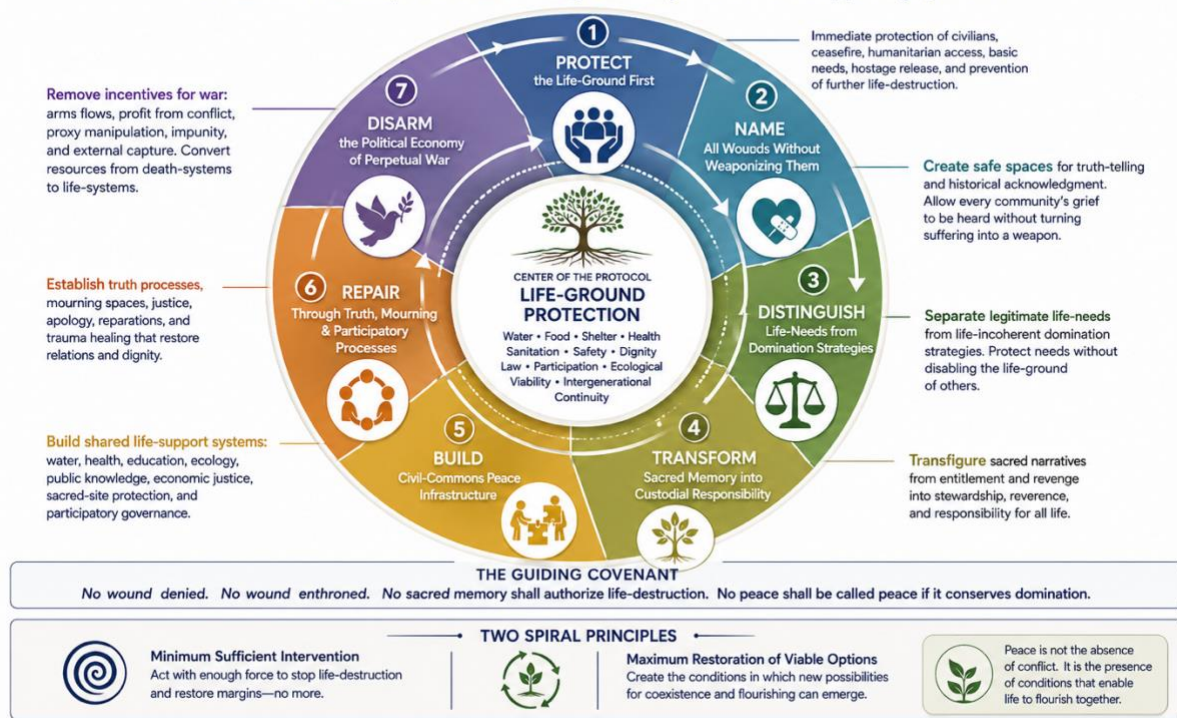 1
PROTECT
the Life-Ground First
Immediate protection of civilians,
ceasefire, humanitarian access, basic
needs, hostage release, and prevention
of further life-destruction.
2
NAME
All Wounds Without
Weaponizing Them
Create safe spaces for truth-telling
and historical acknowledgment.
Allow every community's grief
to be heard without turning
suffering into a weapon.
3
DISTINGUISH
Life-Needs from
Domination Strategies
Separate legitimate life-needs
from life-incoherent domination
strategies. Protect needs without
disabling the life-ground
of others.
4
TRANSFORM
Sacred Memory into
Custodial Responsibility
Transfigure sacred narratives
from entitlement and revenge
into stewardship, reverence,
and responsibility for all life.
5
BUILD
Civil-Commons Peace
Infrastructure
Build shared life-support systems:
water, health, education, ecology,
public knowledge, economic justice,
sacred-site protection, and
participatory governance.
6
REPAIR
Through Truth, Mourning
& Participatory
Processes
Establish truth processes,
mourning spaces, justice,
apology, reparations, and
trauma healing that restore
relations and dignity.
7
DISARM
the Political Economy
of Perpetual War
Remove incentives for war:
arms flows, profit from conflict,
proxy manipulation, impunity,
and external capture. Convert
resources from death-systems
to life-systems.
CENTER OF THE PROTOCOL
LIFE-GROUND
PROTECTION
Water • Food • Shelter • Health
Sanitation • Safety • Dignity
Law • Participation • Ecological
Viability • Intergenerational
Continuity
THE GUIDING COVENANT
No wound denied. No wound enthroned. No sacred memory shall authorize life-destruction. No peace shall be called peace if it conserves domination.
TWO SPIRAL PRINCIPLES
Minimum Sufficient Intervention
Act with enough force to stop life-destruction
and restore margins—no more.
Maximum Restoration of Viable Options
Create the conditions in which new possibilities
for coexistence and flourishing can emerge.
Peace is not the absence
of conflict. It is the presence
of conditions that enable
life to flourish together.